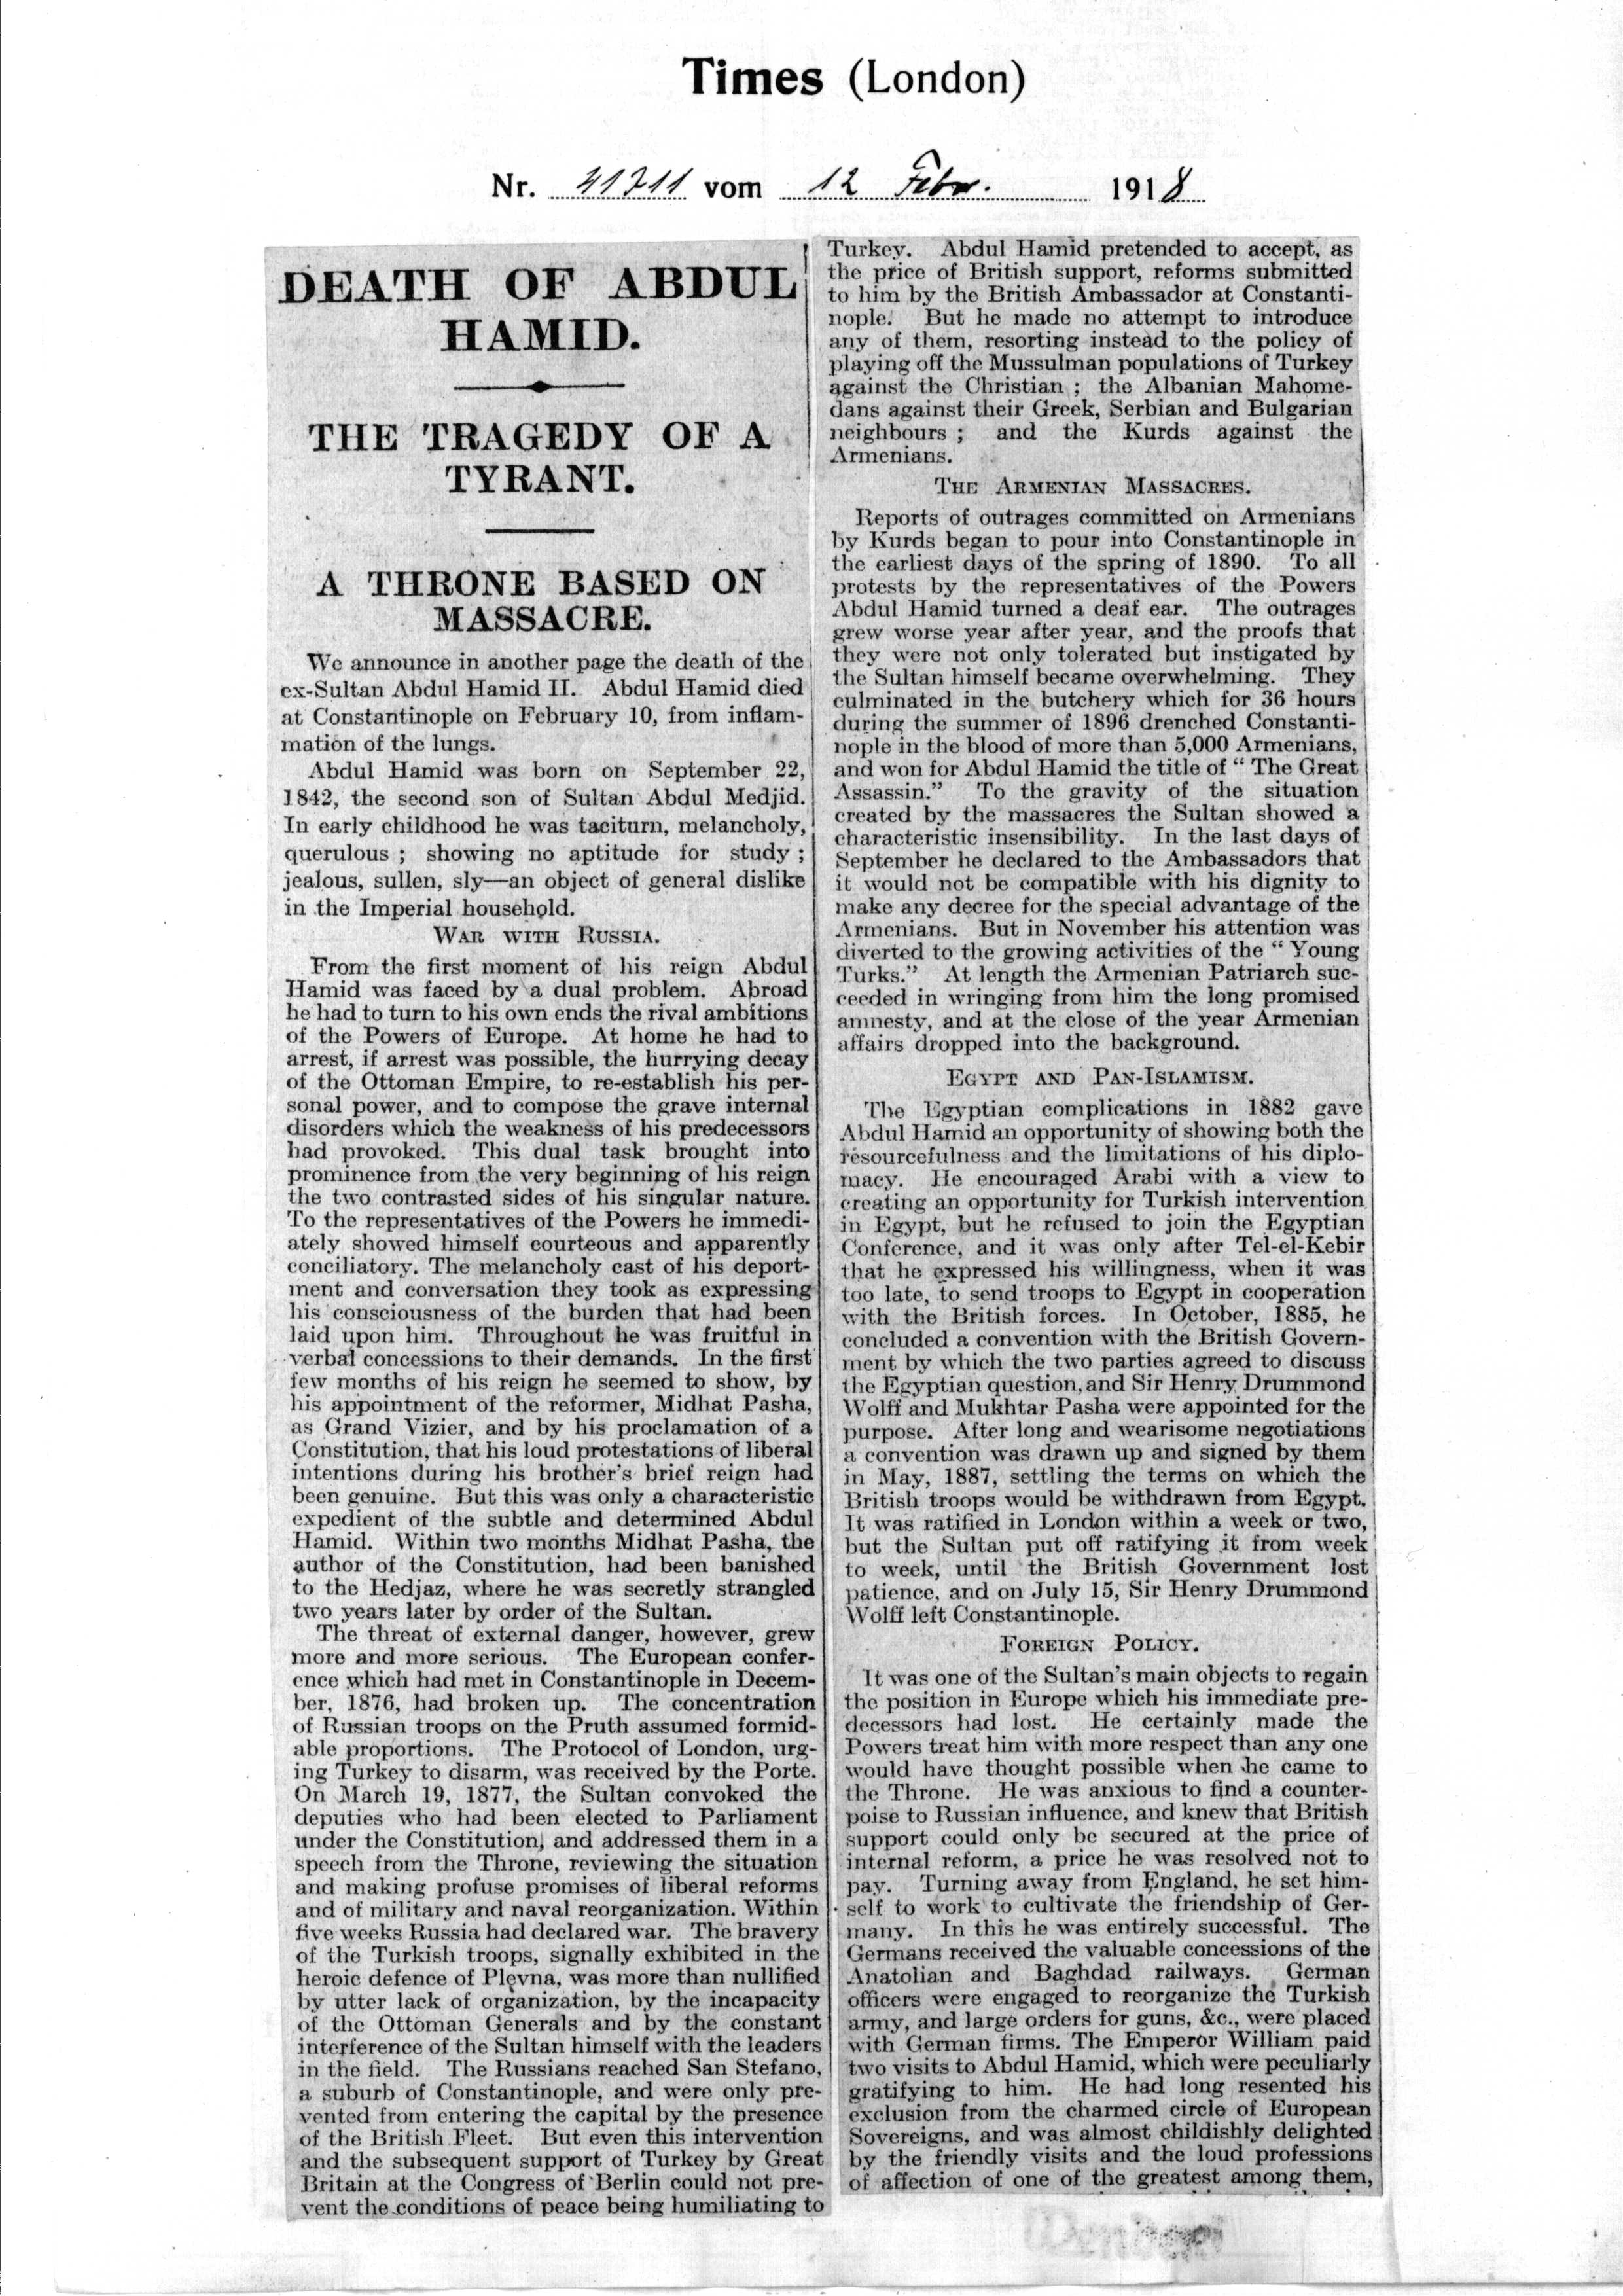 Times (London)
Nr. 41711 vom 12 Febr. 1918
DEATH OF ABDUL
HAMID.
THE TRAGEDY OF A
TYRANT.
A THRONE BASED ON
MASSACRE.
We announce in another page the death of the
ex-Sultan Abdul Hamid II. Abdul Hamid died
at Constantinople on February 10, from inflam-
mation of the lungs.
Abdul Hamid was born on September 22,
1842, the second son of Sultan Abdul Medjid.
In early childhood he was taciturn, melancholy,
querulous ; showing no aptitude for study ;
jealous, sullen, sly—an object of general dislike
in the Imperial household.
WAR WITH RUSSIA.
From the first moment of his reign Abdul
Hamid was faced by a dual problem. Abroad
he had to turn to his own ends the rival ambitions
of the Powers of Europe. At home he had to
arrest, if arrest was possible, the hurrying decay
of the Ottoman Empire, to re-establish his per-
sonal power, and to compose the grave internal
disorders which the weakness of his predecessors
had provoked. This dual task brought into
prominence from the very beginning of his reign
the two contrasted sides of his singular nature.
To the representatives of the Powers he immedi-
ately showed himself courteous and apparently
conciliatory. The melancholy cast of his deport-
ment and conversation they took as expressing
his consciousness of the burden that had been
laid upon him. Throughout he was fruitful in
verbal concessions to their demands. In the first
few months of his reign he seemed to show, by
his appointment of the reformer, Midhat Pasha,
as Grand Vizier, and by his proclamation of a
Constitution, that his loud protestations of liberal
intentions during his brother's brief reign had
been genuine. But this was only a characteristic
expedient of the subtle and determined Abdul
Hamid. Within two months Midhat Pasha, the
author of the Constitution, had been banished
to the Hedjaz, where he was secretly strangled
two years later by order of the Sultan.
The threat of external danger, however, grew
more and more serious. The European confer-
ence which had met in Constantinople in Decem-
ber, 1876, had broken up. The concentration
of Russian troops on the Pruth assumed formid-
able proportions. The Protocol of London, urg-
ing Turkey to disarm, was received by the Porte.
On March 19, 1877, the Sultan convoked the
deputies who had been elected to Parliament
under the Constitution, and addressed them in a
speech from the Throne, reviewing the situation
and making profuse promises of liberal reforms
and of military and naval reorganization. Within
five weeks Russia had declared war. The bravery
of the Turkish troops, signally exhibited in the
heroic defence of Plevna, was more than nullified
by utter lack of organization, by the incapacity
of the Ottoman Generals and by the constant
interference of the Sultan himself with the leaders
in the field. The Russians reached San Stefano,
a suburb of Constantinople, and were only pre-
vented from entering the capital by the presence
of the British Fleet. But even this intervention
and the subsequent support of Turkey by Great
Britain at the Congress of Berlin could not pre-
vent the conditions of peace being humiliating to
Turkey. Abdul Hamid pretended to accept, as
the price of British support, reforms submitted
to him by the British Ambassador at Constanti-
nople. But he made no attempt to introduce
any of them, resorting instead to the policy of
playing off the Mussulman populations of Turkey
against the Christian ; the Albanian Mahome-
dans against their Greek, Serbian and Bulgarian
neighbours ; and the Kurds against the
Armenians.
THE ARMENIAN MASSACRES.
Reports of outrages committed on Armenians
by Kurds began to pour into Constantinople in
the earliest days of the spring of 1890. To all
protests by the representatives of the Powers
Abdul Hamid turned a deaf ear. The outrages
grew worse year after year, and the proofs that
they were not only tolerated but instigated by
the Sultan himself became overwhelming. They
culminated in the butchery which for 36 hours
during the summer of 1896 drenched Constanti-
nople in the blood of more than 5,000 Armenians,
and won for Abdul Hamid the title of " The Great
Assassin." To the gravity of the situation
created by the massacres the Sultan showed a
characteristic insensibility. In the last days of
September he declared to the Ambassadors that
it would not be compatible with his dignity to
make any decree for the special advantage of the
Armenians. But in November his attention was
diverted to the growing activities of the " Young
Turks." At length the Armenian Patriarch suc-
ceeded in wringing from him the long promised
amnesty, and at the close of the year Armenian
affairs dropped into the background.
EGYPT AND PAN-ISLAMISM.
The Egyptian complications in 1882 gave
Abdul Hamid an opportunity of showing both the
resourcefulness and the limitations of his diplo-
macy. He encouraged Arabi with a view to
creating an opportunity for Turkish intervention
in Egypt, but he refused to join the Egyptian
Conference, and it was only after Tel-el-Kebir
that he expressed his willingness, when it was
too late, to send troops to Egypt in cooperation
with the British forces. In October, 1885, he
concluded a convention with the British Govern-
ment by which the two parties agreed to discuss
the Egyptian question, and Sir Henry Drummond
Wolff and Mukhtar Pasha were appointed for the
purpose. After long and wearisome negotiations
a convention was drawn up and signed by them
in May, 1887, settling the terms on which the
British troops would be withdrawn from Egypt.
It was ratified in London within a week or two,
but the Sultan put off ratifying it from week
to week, until the British Government lost
patience, and on July 15, Sir Henry Drummond
Wolff left Constantinople.
FOREIGN POLICY.
It was one of the Sultan's main objects to regain
the position in Europe which his immediate pre-
decessors had lost. He certainly made the
Powers treat him with more respect than any one
would have thought possible when he came to
the Throne. He was anxious to find a counter-
poise to Russian influence, and knew that British
support could only be secured at the price of
internal reform, a price he was resolved not to
pay. Turning away from England, he set him-
self to work to cultivate the friendship of Ger-
many. In this he was entirely successful. The
Germans received the valuable concessions of the
Anatolian and Baghdad railways. German
officers were engaged to reorganize the Turkish
army, and large orders for guns, &c., were placed
with German firms. The Emperor William paid
two visits to Abdul Hamid, which were peculiarly
gratifying to him. He had long resented his
exclusion from the charmed circle of European
Sovereigns, and was almost childishly delighted
by the friendly visits and the loud professions
of affection of one of the greatest among them,